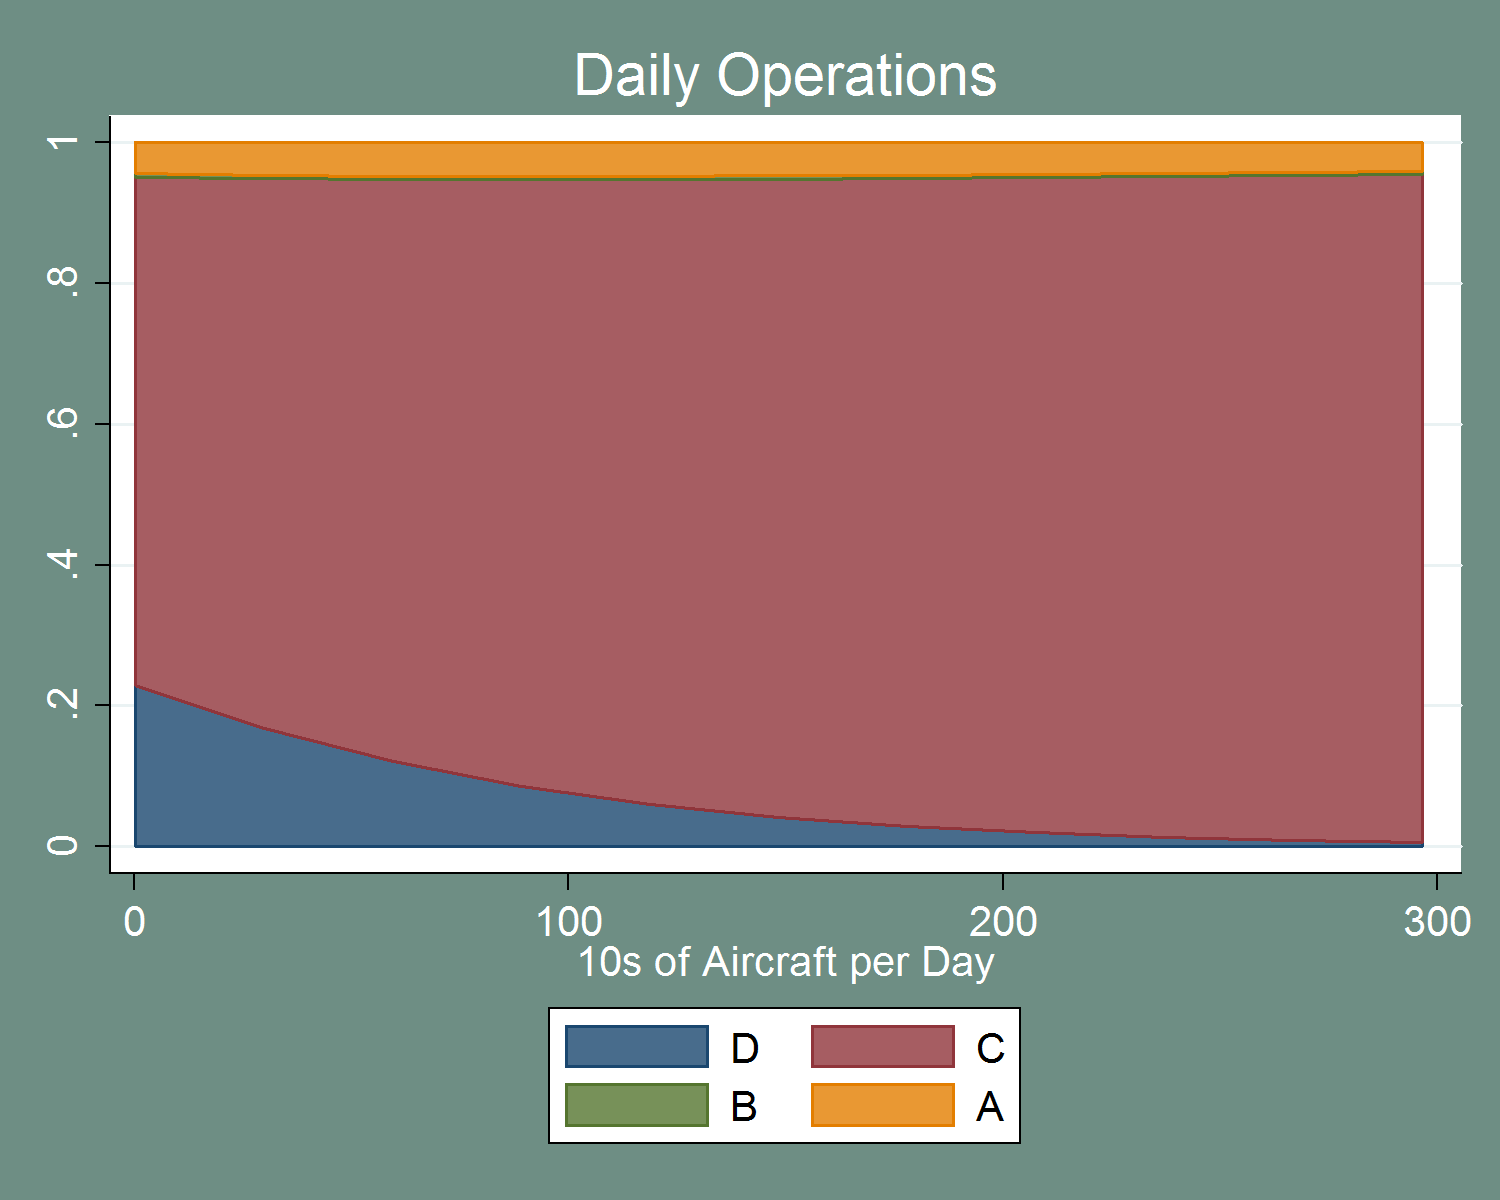 Daily Operations
1
.8
.6
.4
.2
0
0 100 200 300
10s of Aircraft per Day
D C
B A